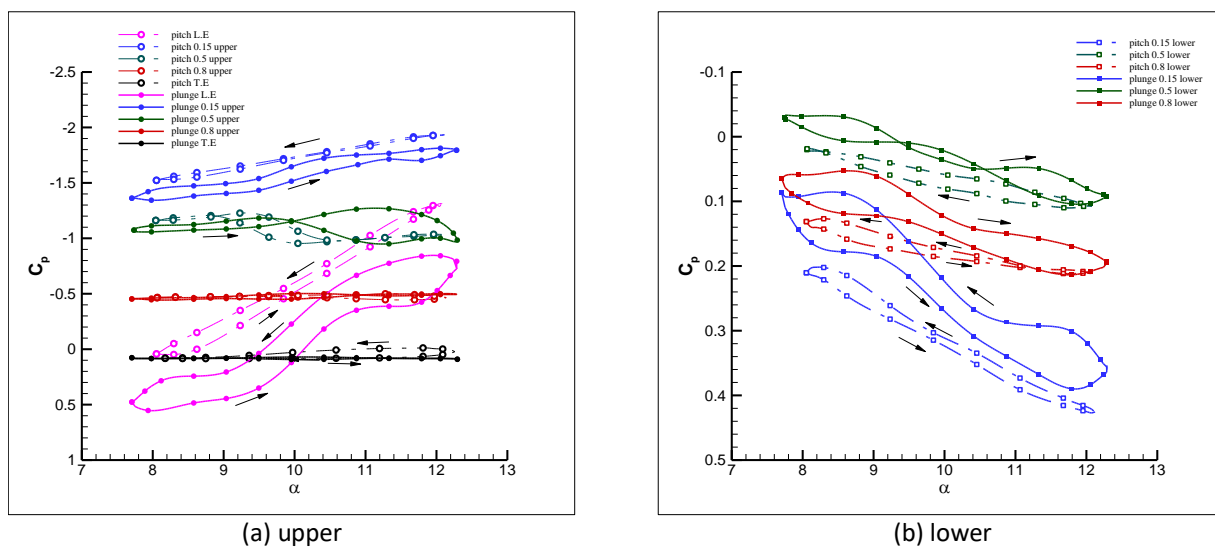 pitch L.E
pitch 0.15 upper
pitch 0.5 upper
pitch 0.8 upper
pitch T.E
plunge L.E
plunge 0.15 upper
plunge 0.5 upper
plunge 0.8 upper
plunge T.E
-2.5
-2
-1.5
-1
-0.5
0
0.5
1
Cp
7 8 9 10 11 12 13
α
(a) upper
pitch 0.15 lower
pitch 0.5 lower
pitch 0.8 lower
plunge 0.15 lower
plunge 0.5 lower
plunge 0.8 lower
-0.1
0
0.1
0.2
0.3
0.4
0.5
Cp
7 8 9 10 11 12 13
α
(b) lower